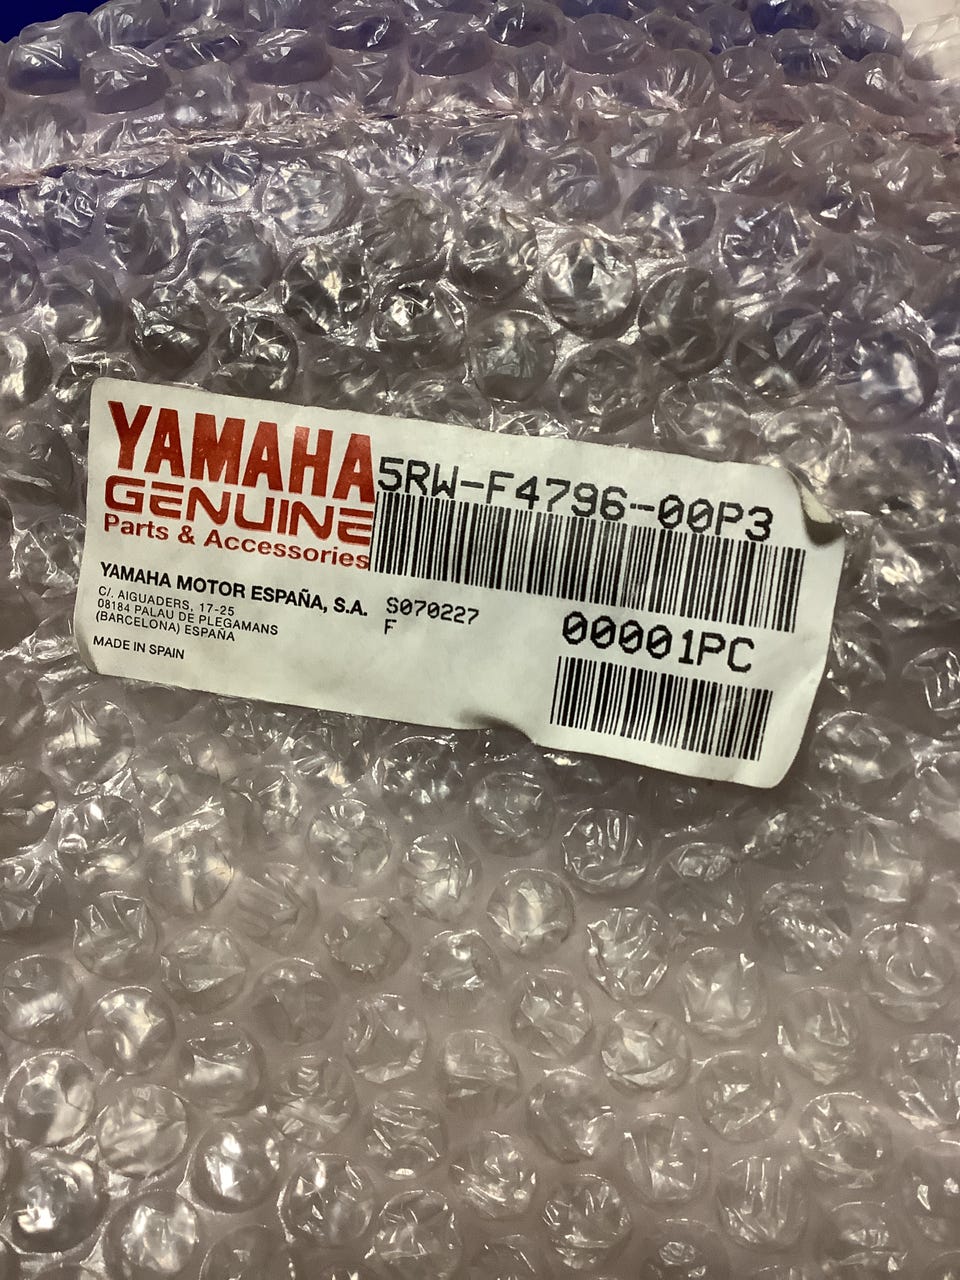 YAMAHA
GENUINE
Parts & Accessories
5RW-F4796-00P3
YAMAHA MOTOR ESPAÑA, S.A.
C/. AIGUADERS, 17-25
08184 PALAU DE PLEGAMANS
(BARCELONA) ESPAÑA
MADE IN SPAIN
S070227
F
00001PC